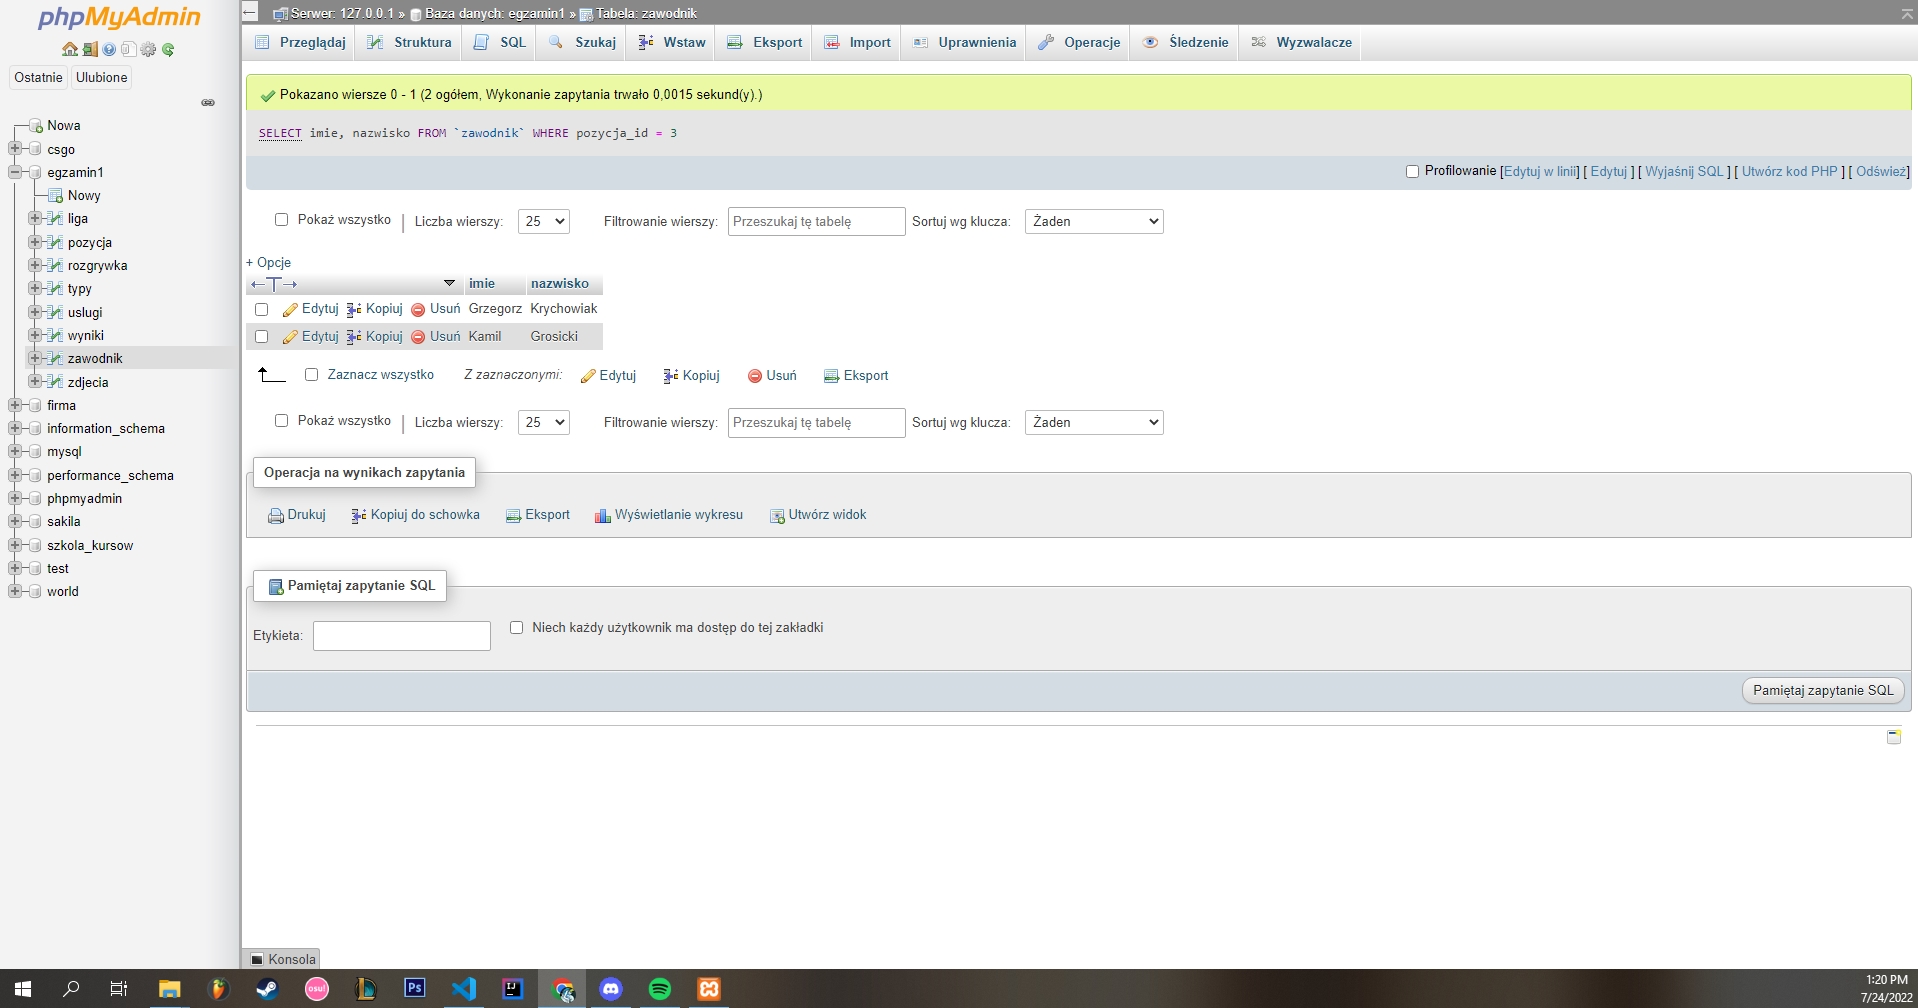 phpMyAdmin
Ostatnie Ulubione
Nowa
csgo
egzamin1
Nowy
liga
pozycja
rozgrywka
typy
uslugi
wyniki
zawodnik
zdjecia
firma
information_schema
mysql
performance_schema
phpmyadmin
sakila
szkola_kursow
test
world
Serwer: 127.0.0.1 » Baza danych: egzamin1 » Tabela: zawodnik
Przeglądaj Struktura SQL Szukaj Wstaw Eksport Import Uprawnienia Operacje Śledzenie Wyzwalacze
Pokazano wiersze 0 - 1 (2 ogółem, Wykonanie zapytania trwało 0,0015 sekund(y).)
SELECT imie, nazwisko FROM `zawodnik` WHERE pozycja_id = 3
Profilowanie [Edytuj w linii] [ Edytuj ] [ Wyjaśnij SQL ] [ Utwórz kod PHP ] [ Odśwież]
Pokaż wszystko | Liczba wierszy: 25 Filtrowanie wierszy: Przeszukaj tę tabelę Sortuj wg klucza: Żaden
+ Opcje
←T→ imie nazwisko
Edytuj Kopiuj Usuń Grzegorz Krychowiak
Edytuj Kopiuj Usuń Kamil Grosicki
Zaznacz wszystko Z zaznaczonymi: Edytuj Kopiuj Usuń Eksport
Pokaż wszystko | Liczba wierszy: 25 Filtrowanie wierszy: Przeszukaj tę tabelę Sortuj wg klucza: Żaden
Operacja na wynikach zapytania
Drukuj Kopiuj do schowka Eksport Wyświetlanie wykresu Utwórz widok
Pamiętaj zapytanie SQL
Etykieta: Niech każdy użytkownik ma dostęp do tej zakładki
Pamiętaj zapytanie SQL
Konsola
osu!
Ps
IJ
1:20 PM
7/24/2022